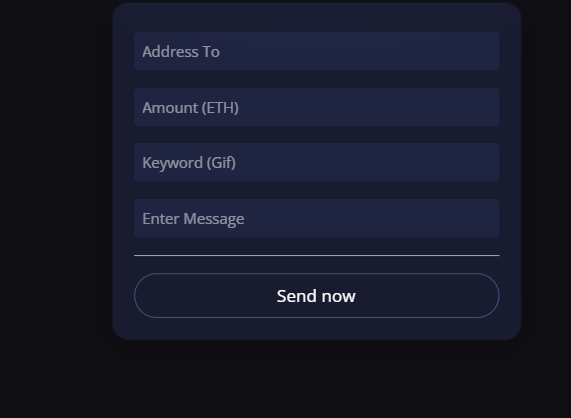 Address To
Amount (ETH)
Keyword (Gif)
Enter Message
Send now